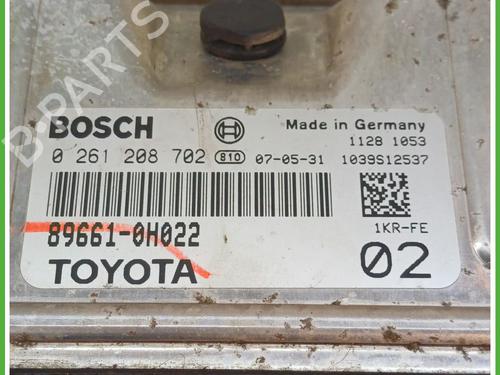 B-PARTS
BOSCH
Made in Germany
1128 1053
0 261 208 702 810 07-05-31 1039S12537
89661-0H022
1KR-FE
TOYOTA
02